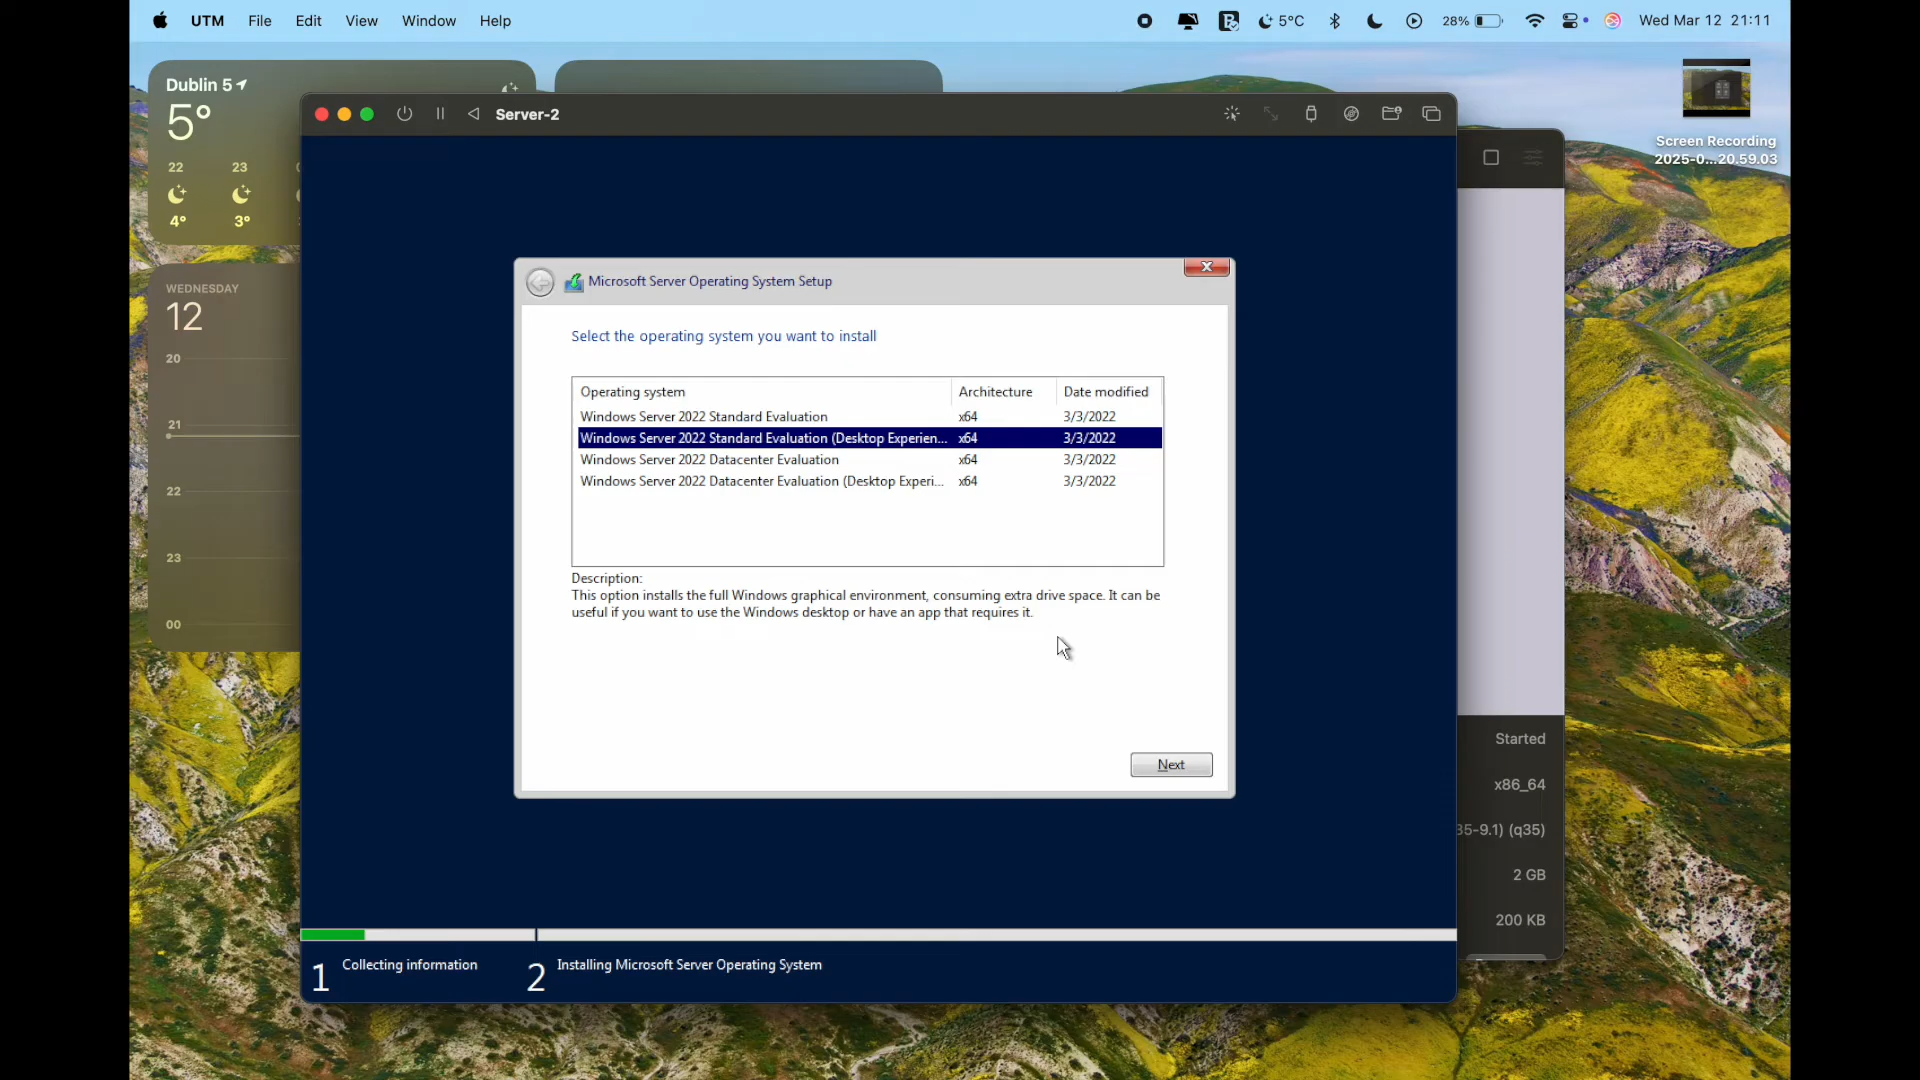 UTM File Edit View Window Help
5°C 28% Wed Mar 12 21:11
Dublin 5
5°
22 23
4° 3°
WEDNESDAY
12
20
21
22
23
00
Screen Recording
2025-0...20.59.03
Server-2
Microsoft Server Operating System Setup
Select the operating system you want to install
Operating system Architecture Date modified
Windows Server 2022 Standard Evaluation x64 3/3/2022
Windows Server 2022 Standard Evaluation (Desktop Experien... x64 3/3/2022
Windows Server 2022 Datacenter Evaluation x64 3/3/2022
Windows Server 2022 Datacenter Evaluation (Desktop Experi... x64 3/3/2022
Description:
This option installs the full Windows graphical environment, consuming extra drive space. It can be
useful if you want to use the Windows desktop or have an app that requires it.
Next
Started
x86_64
35-9.1) (q35)
2 GB
200 KB
1 Collecting information 2 Installing Microsoft Server Operating System